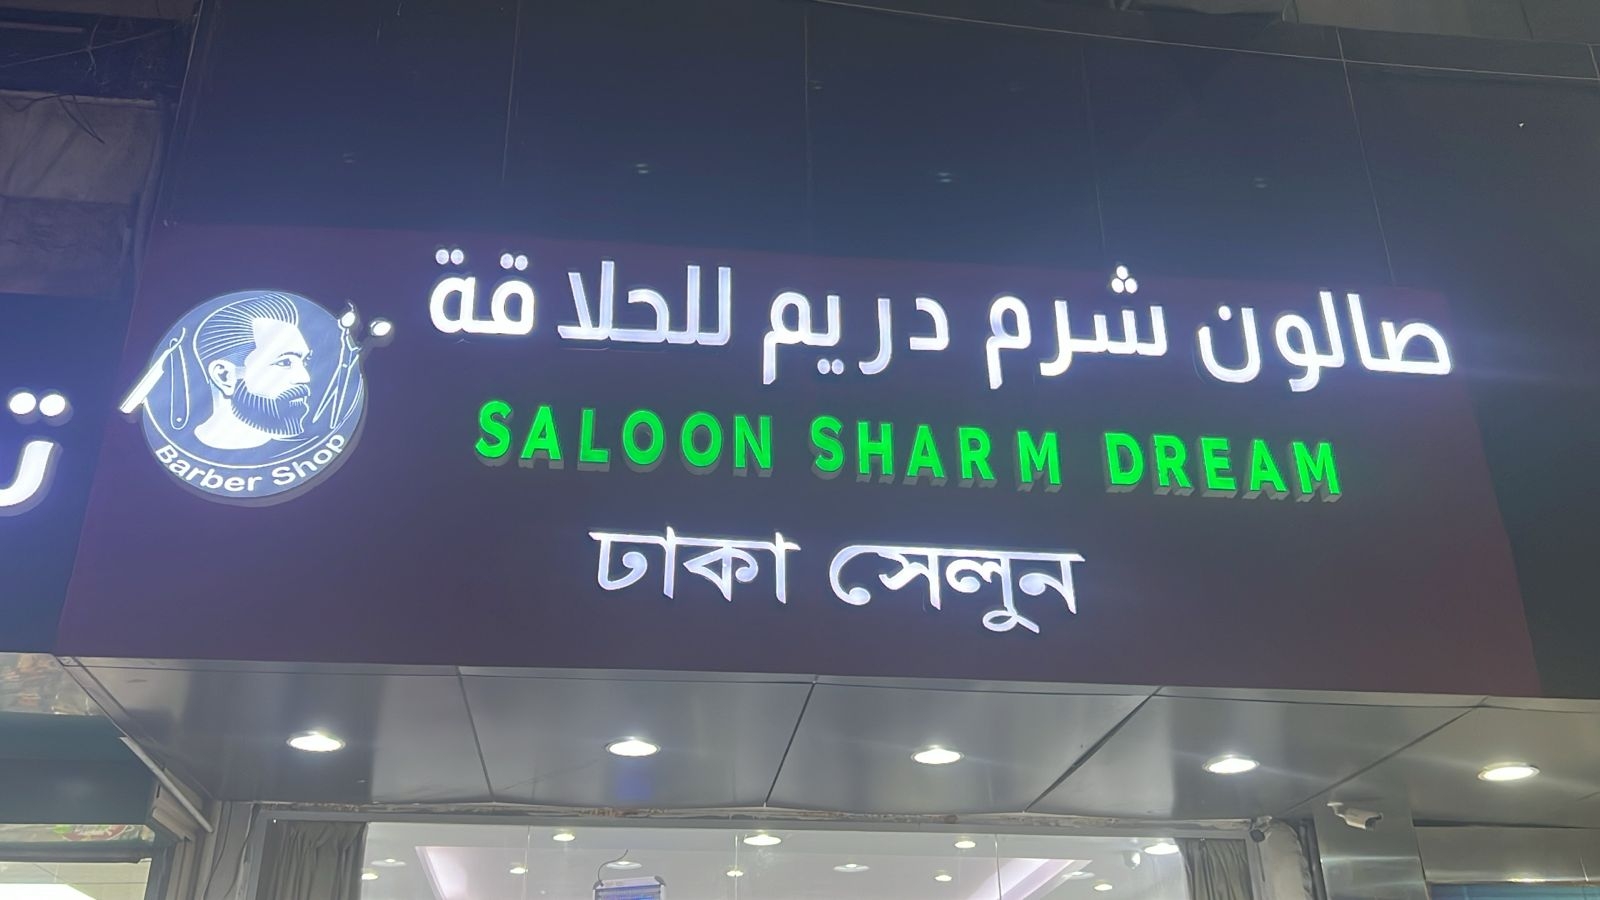 صالون شرم دريم للحلاقة
SALOON SHARM DREAM
ঢাকা সেলুন
Barber Shop